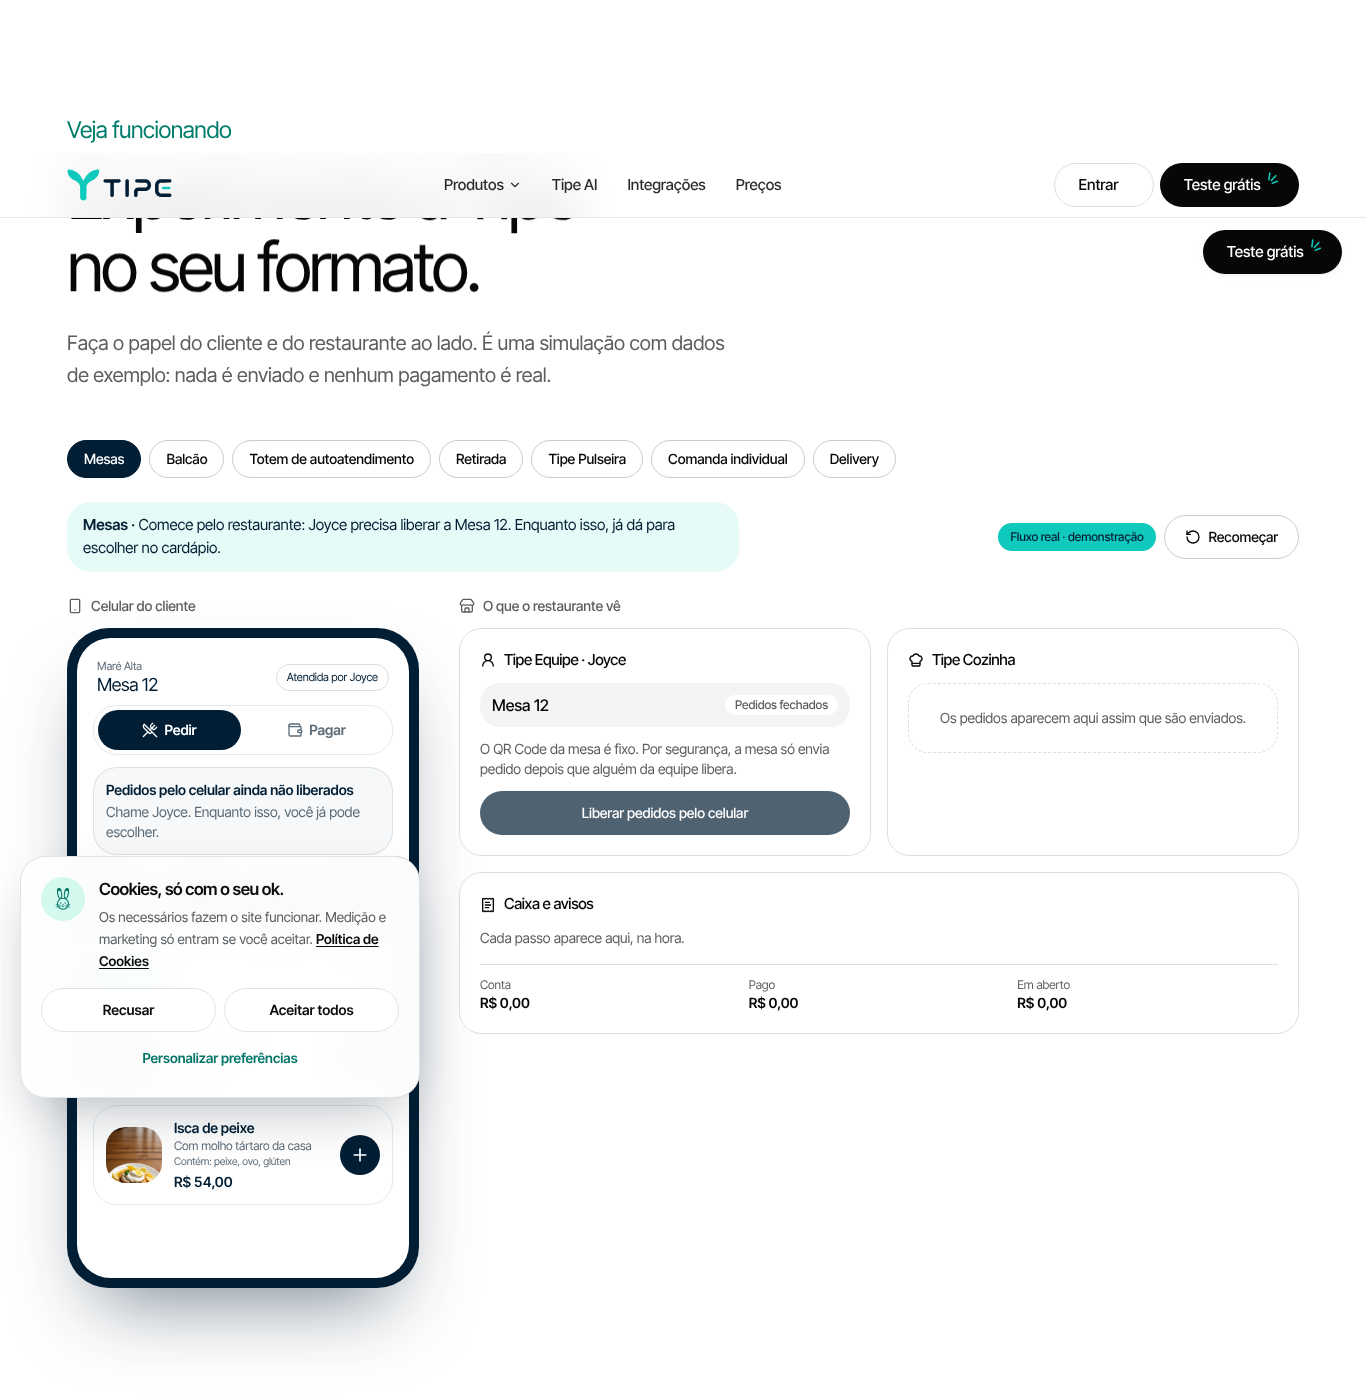 Veja funcionando
TIPE
Produtos
Tipe AI
Integrações
Preços
Entrar
Teste grátis
Experimente a Tipe
no seu formato.
Teste grátis
Faça o papel do cliente e do restaurante ao lado. É uma simulação com dados
de exemplo: nada é enviado e nenhum pagamento é real.
Mesas
Balcão
Totem de autoatendimento
Retirada
Tipe Pulseira
Comanda individual
Delivery
Mesas · Comece pelo restaurante: Joyce precisa liberar a Mesa 12. Enquanto isso, já dá para
escolher no cardápio.
Fluxo real · demonstração
Recomeçar
Celular do cliente
Maré Alta
Mesa 12
Atendida por Joyce
Pedir
Pagar
Pedidos pelo celular ainda não liberados
Chame Joyce. Enquanto isso, você já pode
escolher.
Cookies, só com o seu ok.
Os necessários fazem o site funcionar. Medição e
marketing só entram se você aceitar. Política de
Cookies
Recusar
Aceitar todos
Personalizar preferências
Isca de peixe
Com molho tártaro da casa
Contém: peixe, ovo, glúten
R$ 54,00
O que o restaurante vê
Tipe Equipe · Joyce
Mesa 12
Pedidos fechados
O QR Code da mesa é fixo. Por segurança, a mesa só envia
pedido depois que alguém da equipe libera.
Liberar pedidos pelo celular
Tipe Cozinha
Os pedidos aparecem aqui assim que são enviados.
Caixa e avisos
Cada passo aparece aqui, na hora.
Conta
R$ 0,00
Pago
R$ 0,00
Em aberto
R$ 0,00